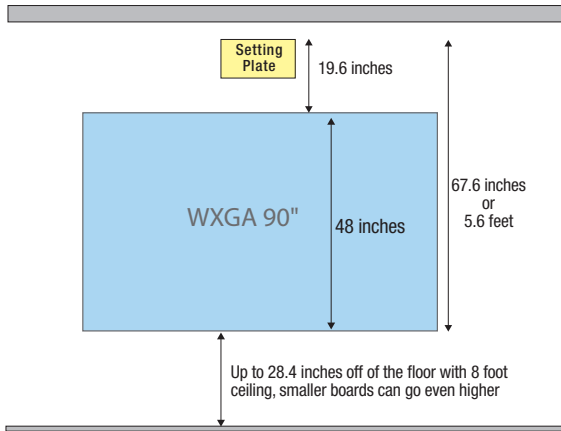 Setting
Plate
19.6 inches
67.6 inches
or
5.6 feet
WXGA 90"
48 inches
Up to 28.4 inches off of the floor with 8 foot
ceiling, smaller boards can go even higher